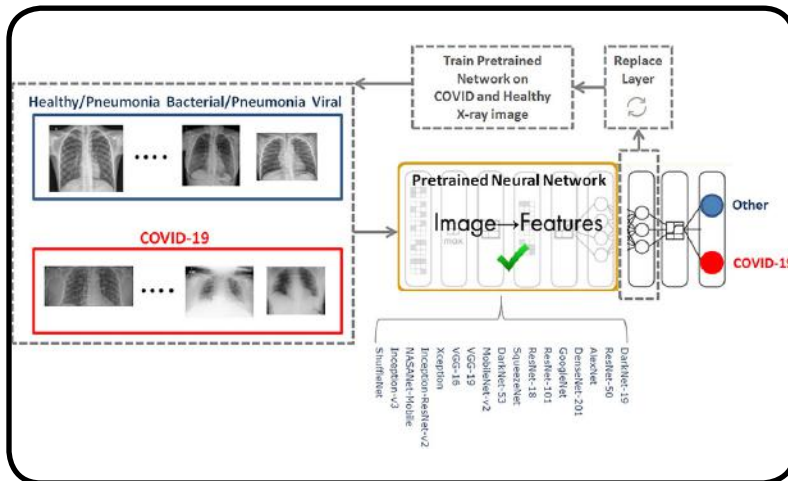 Train Pretrained
Network on
COVID and Healthy
X-ray image
Replace
Layer
Healthy/Pneumonia Bacterial/Pneumonia Viral
COVID-19
Pretrained Neural Network
Image→Features
max
Other
COVID-19
ShuffleNet
Inception-v3
NASANet-Mobile
Inception-ResNet-v2
Xception
VGG-16
VGG-19
MobileNet-v2
DarkNet-53
SqueezeNet
ResNet-18
ResNet-101
GoogleNet
DenseNet-201
AlexNet
ResNet-50
DarkNet-19